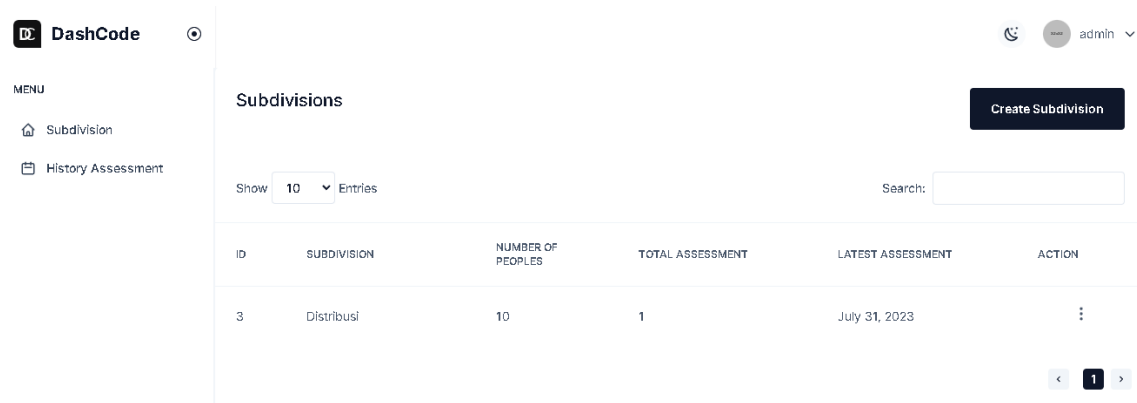 DC DashCode
admin
MENU
Subdivision
History Assessment
Subdivisions
Create Subdivision
Show 10 Entries
Search:
ID SUBDIVISION NUMBER OF PEOPLES TOTAL ASSESSMENT LATEST ASSESSMENT ACTION
3 Distribusi 10 1 July 31, 2023
1